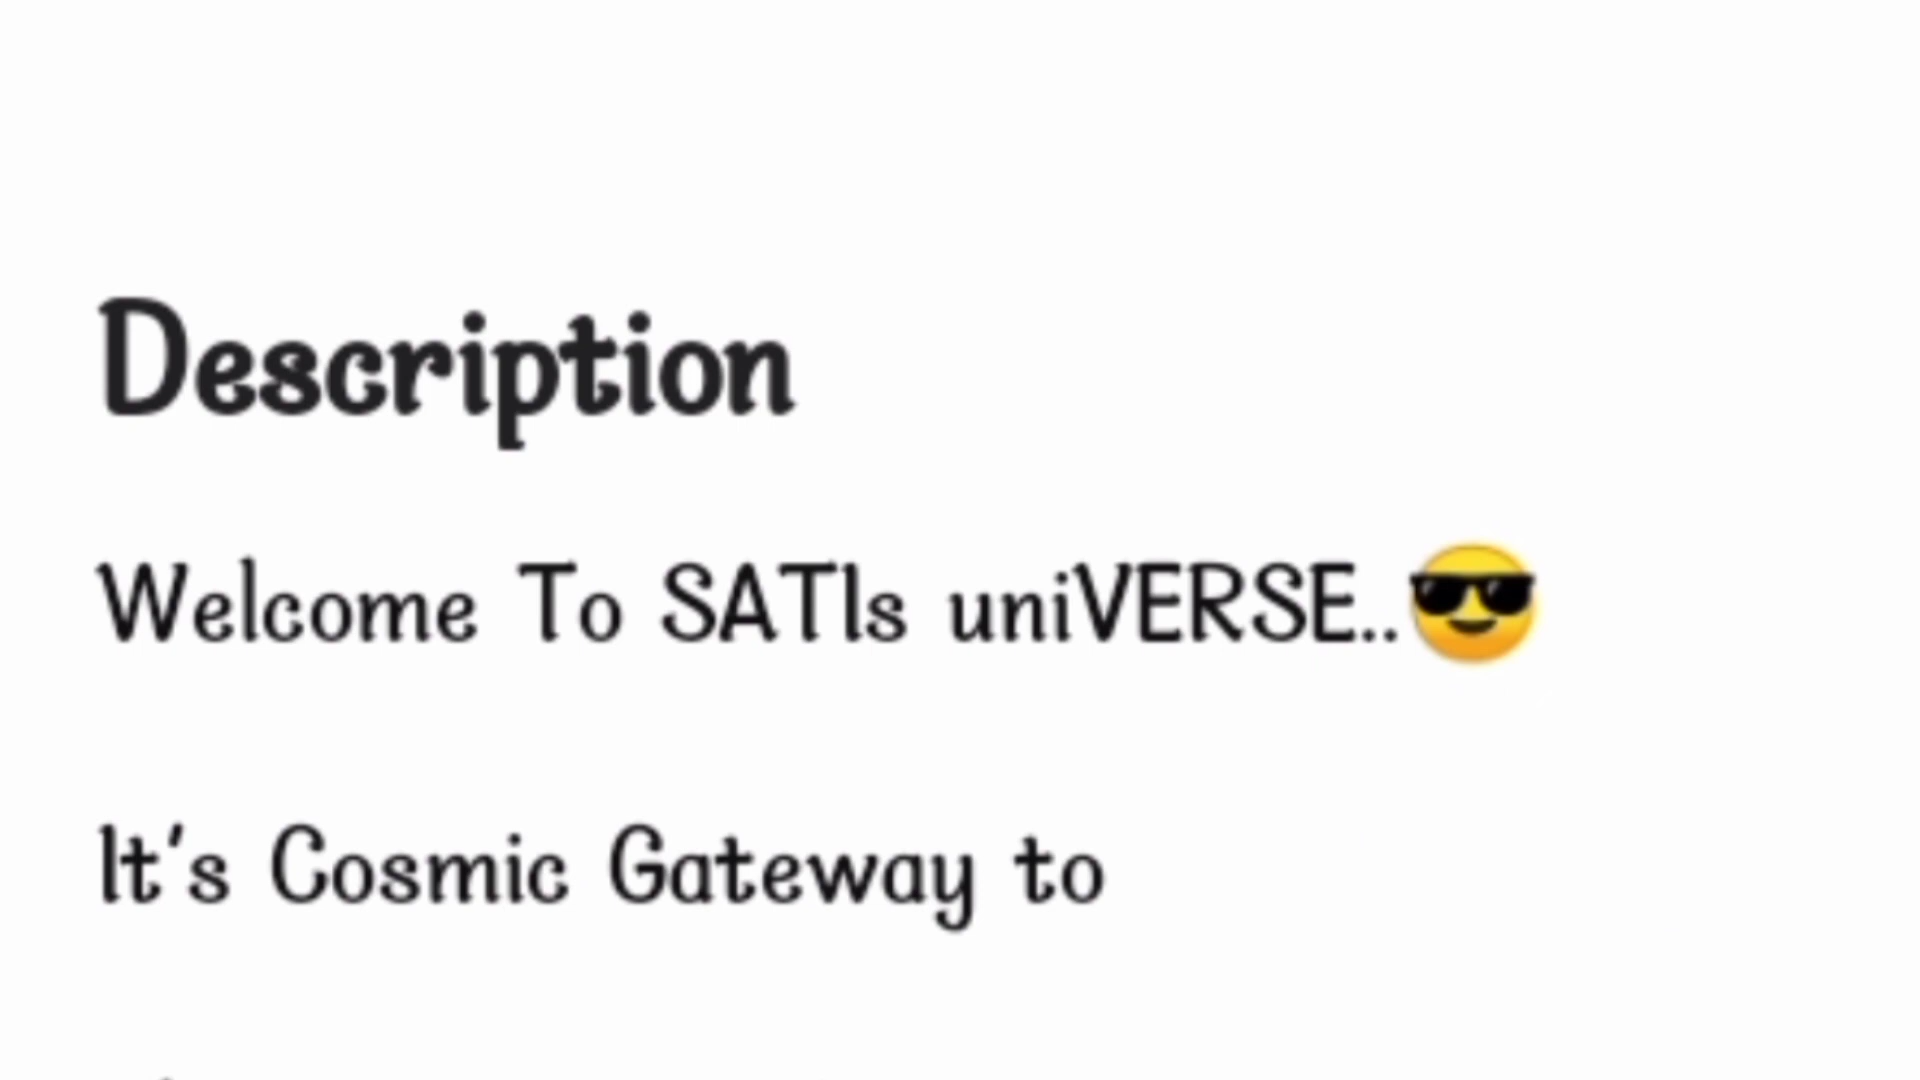 Description
Welcome To SATIs uniVERSE..😎
It's Cosmic Gateway to